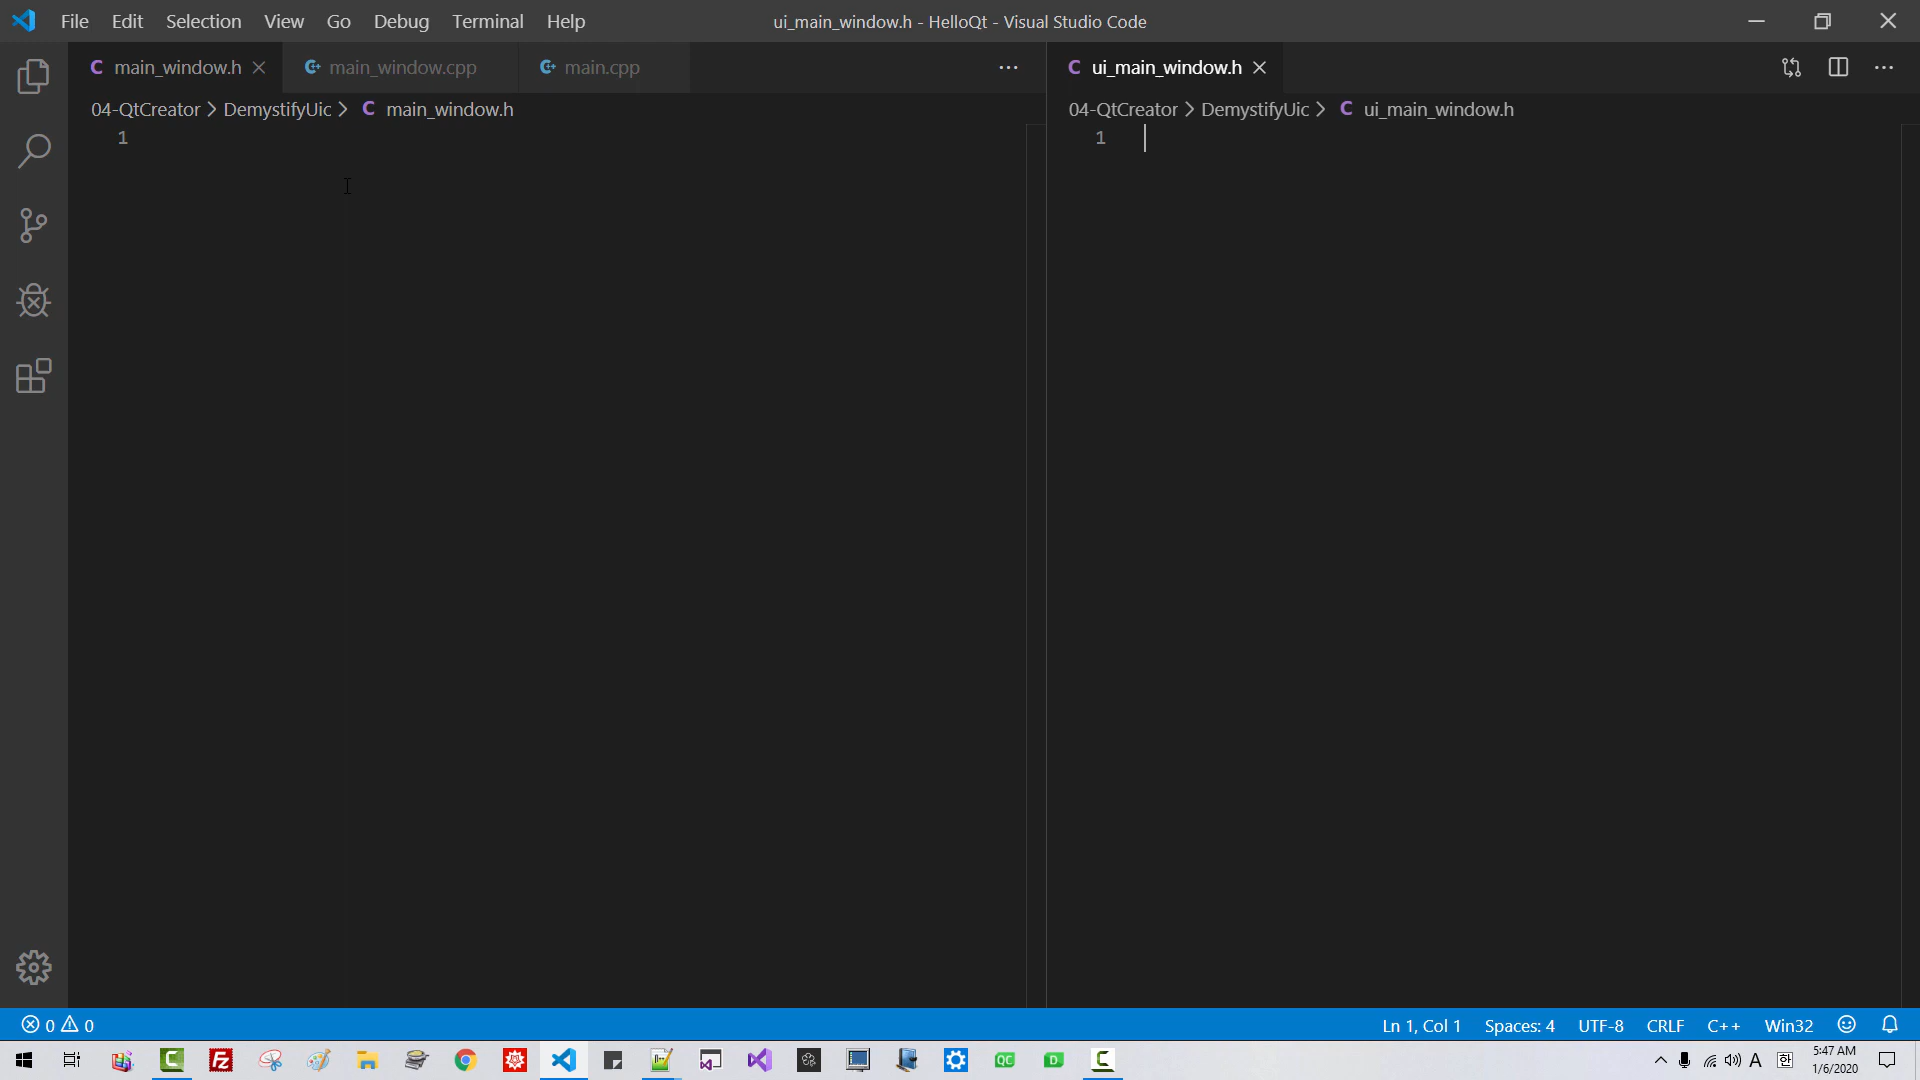 File Edit Selection View Go Debug Terminal Help
ui_main_window.h - HelloQt - Visual Studio Code
main_window.h main_window.cpp main.cpp
ui_main_window.h
04-QtCreator > DemystifyUic > C main_window.h
04-QtCreator > DemystifyUic > C ui_main_window.h
1
1
0 0
Ln 1, Col 1 Spaces: 4 UTF-8 CRLF C++ Win32
A 한 5:47 AM
1/6/2020